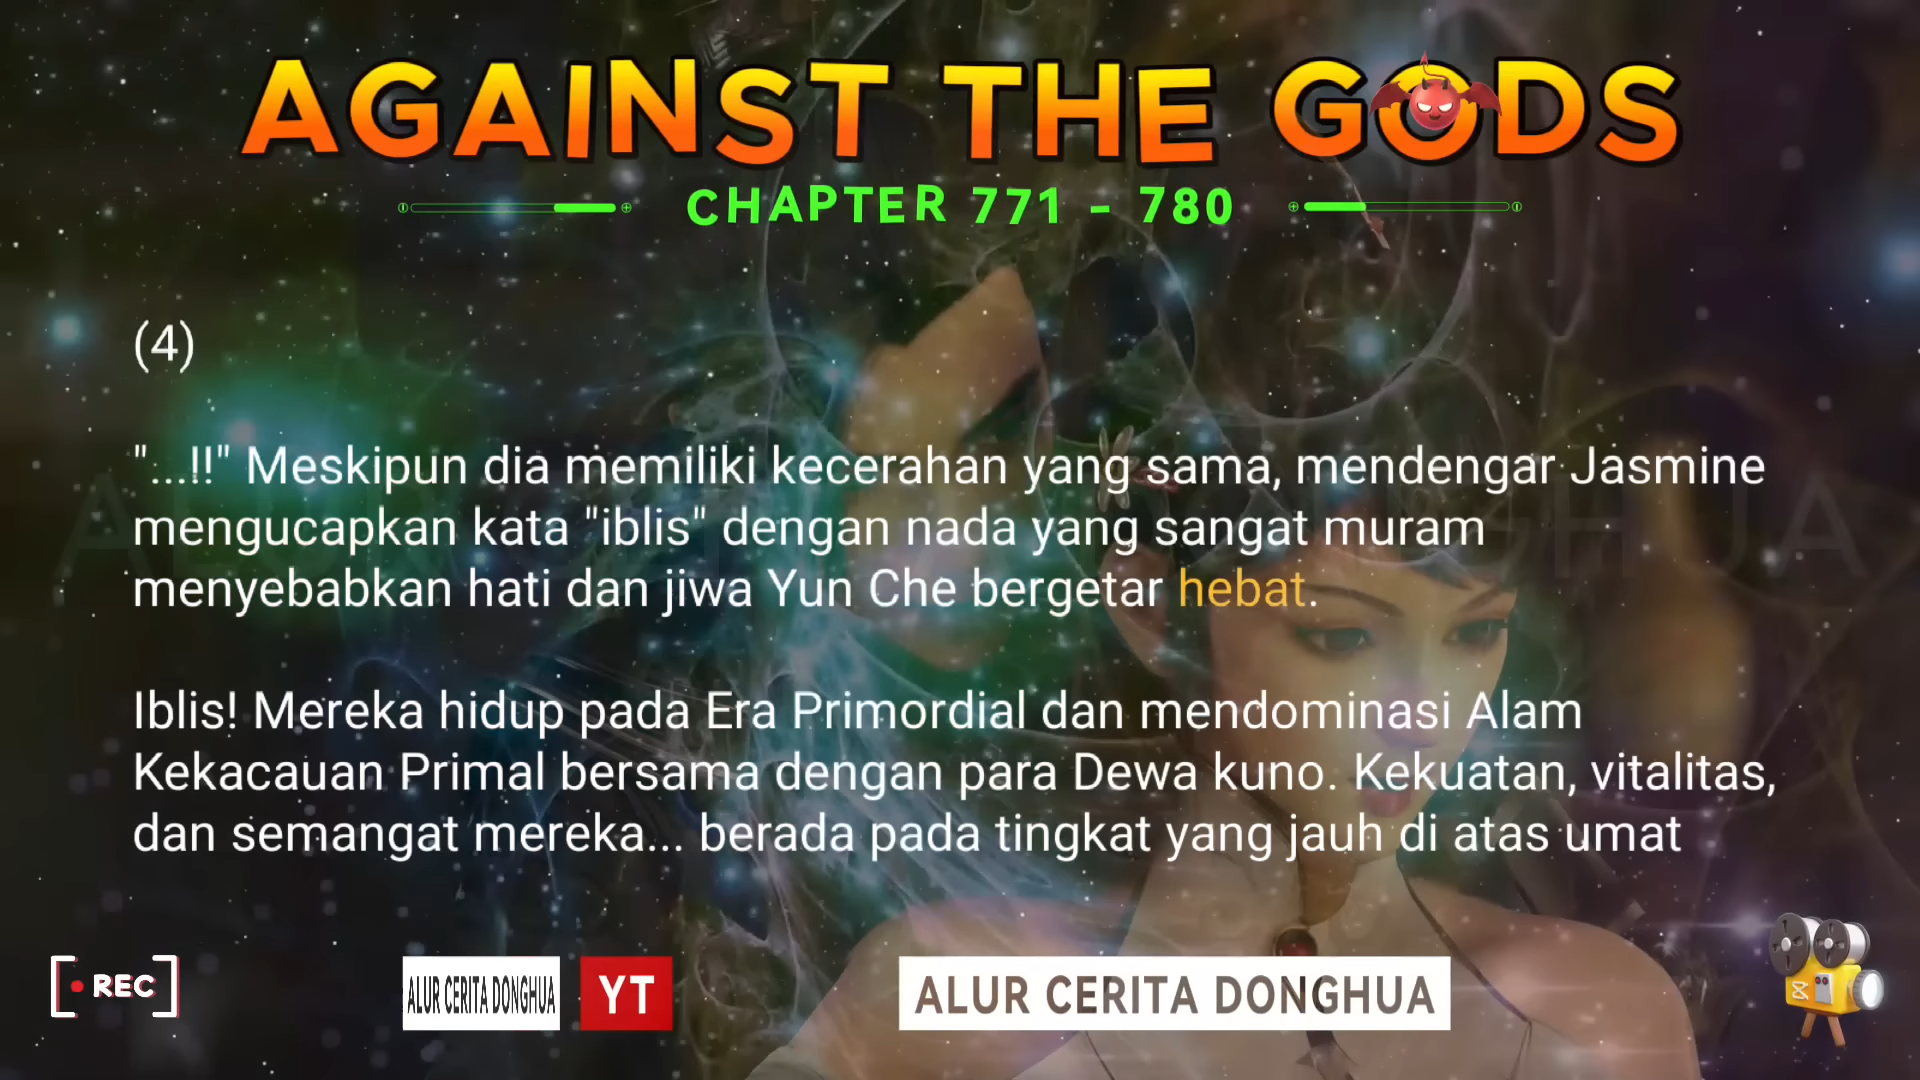 AGAINST THE GODS
CHAPTER 771 - 780
(4)
"...!!" Meskipun dia memiliki kecerahan yang sama, mendengar Jasmine
mengucapkan kata "iblis" dengan nada yang sangat muram
menyebabkan hati dan jiwa Yun Che bergetar hebat.
Iblis! Mereka hidup pada Era Primordial dan mendominasi Alam
Kekacauan Primal bersama dengan para Dewa kuno. Kekuatan, vitalitas,
dan semangat mereka... berada pada tingkat yang jauh di atas umat
REC
ALUR CERITA DONGHUA
YT
ALUR CERITA DONGHUA